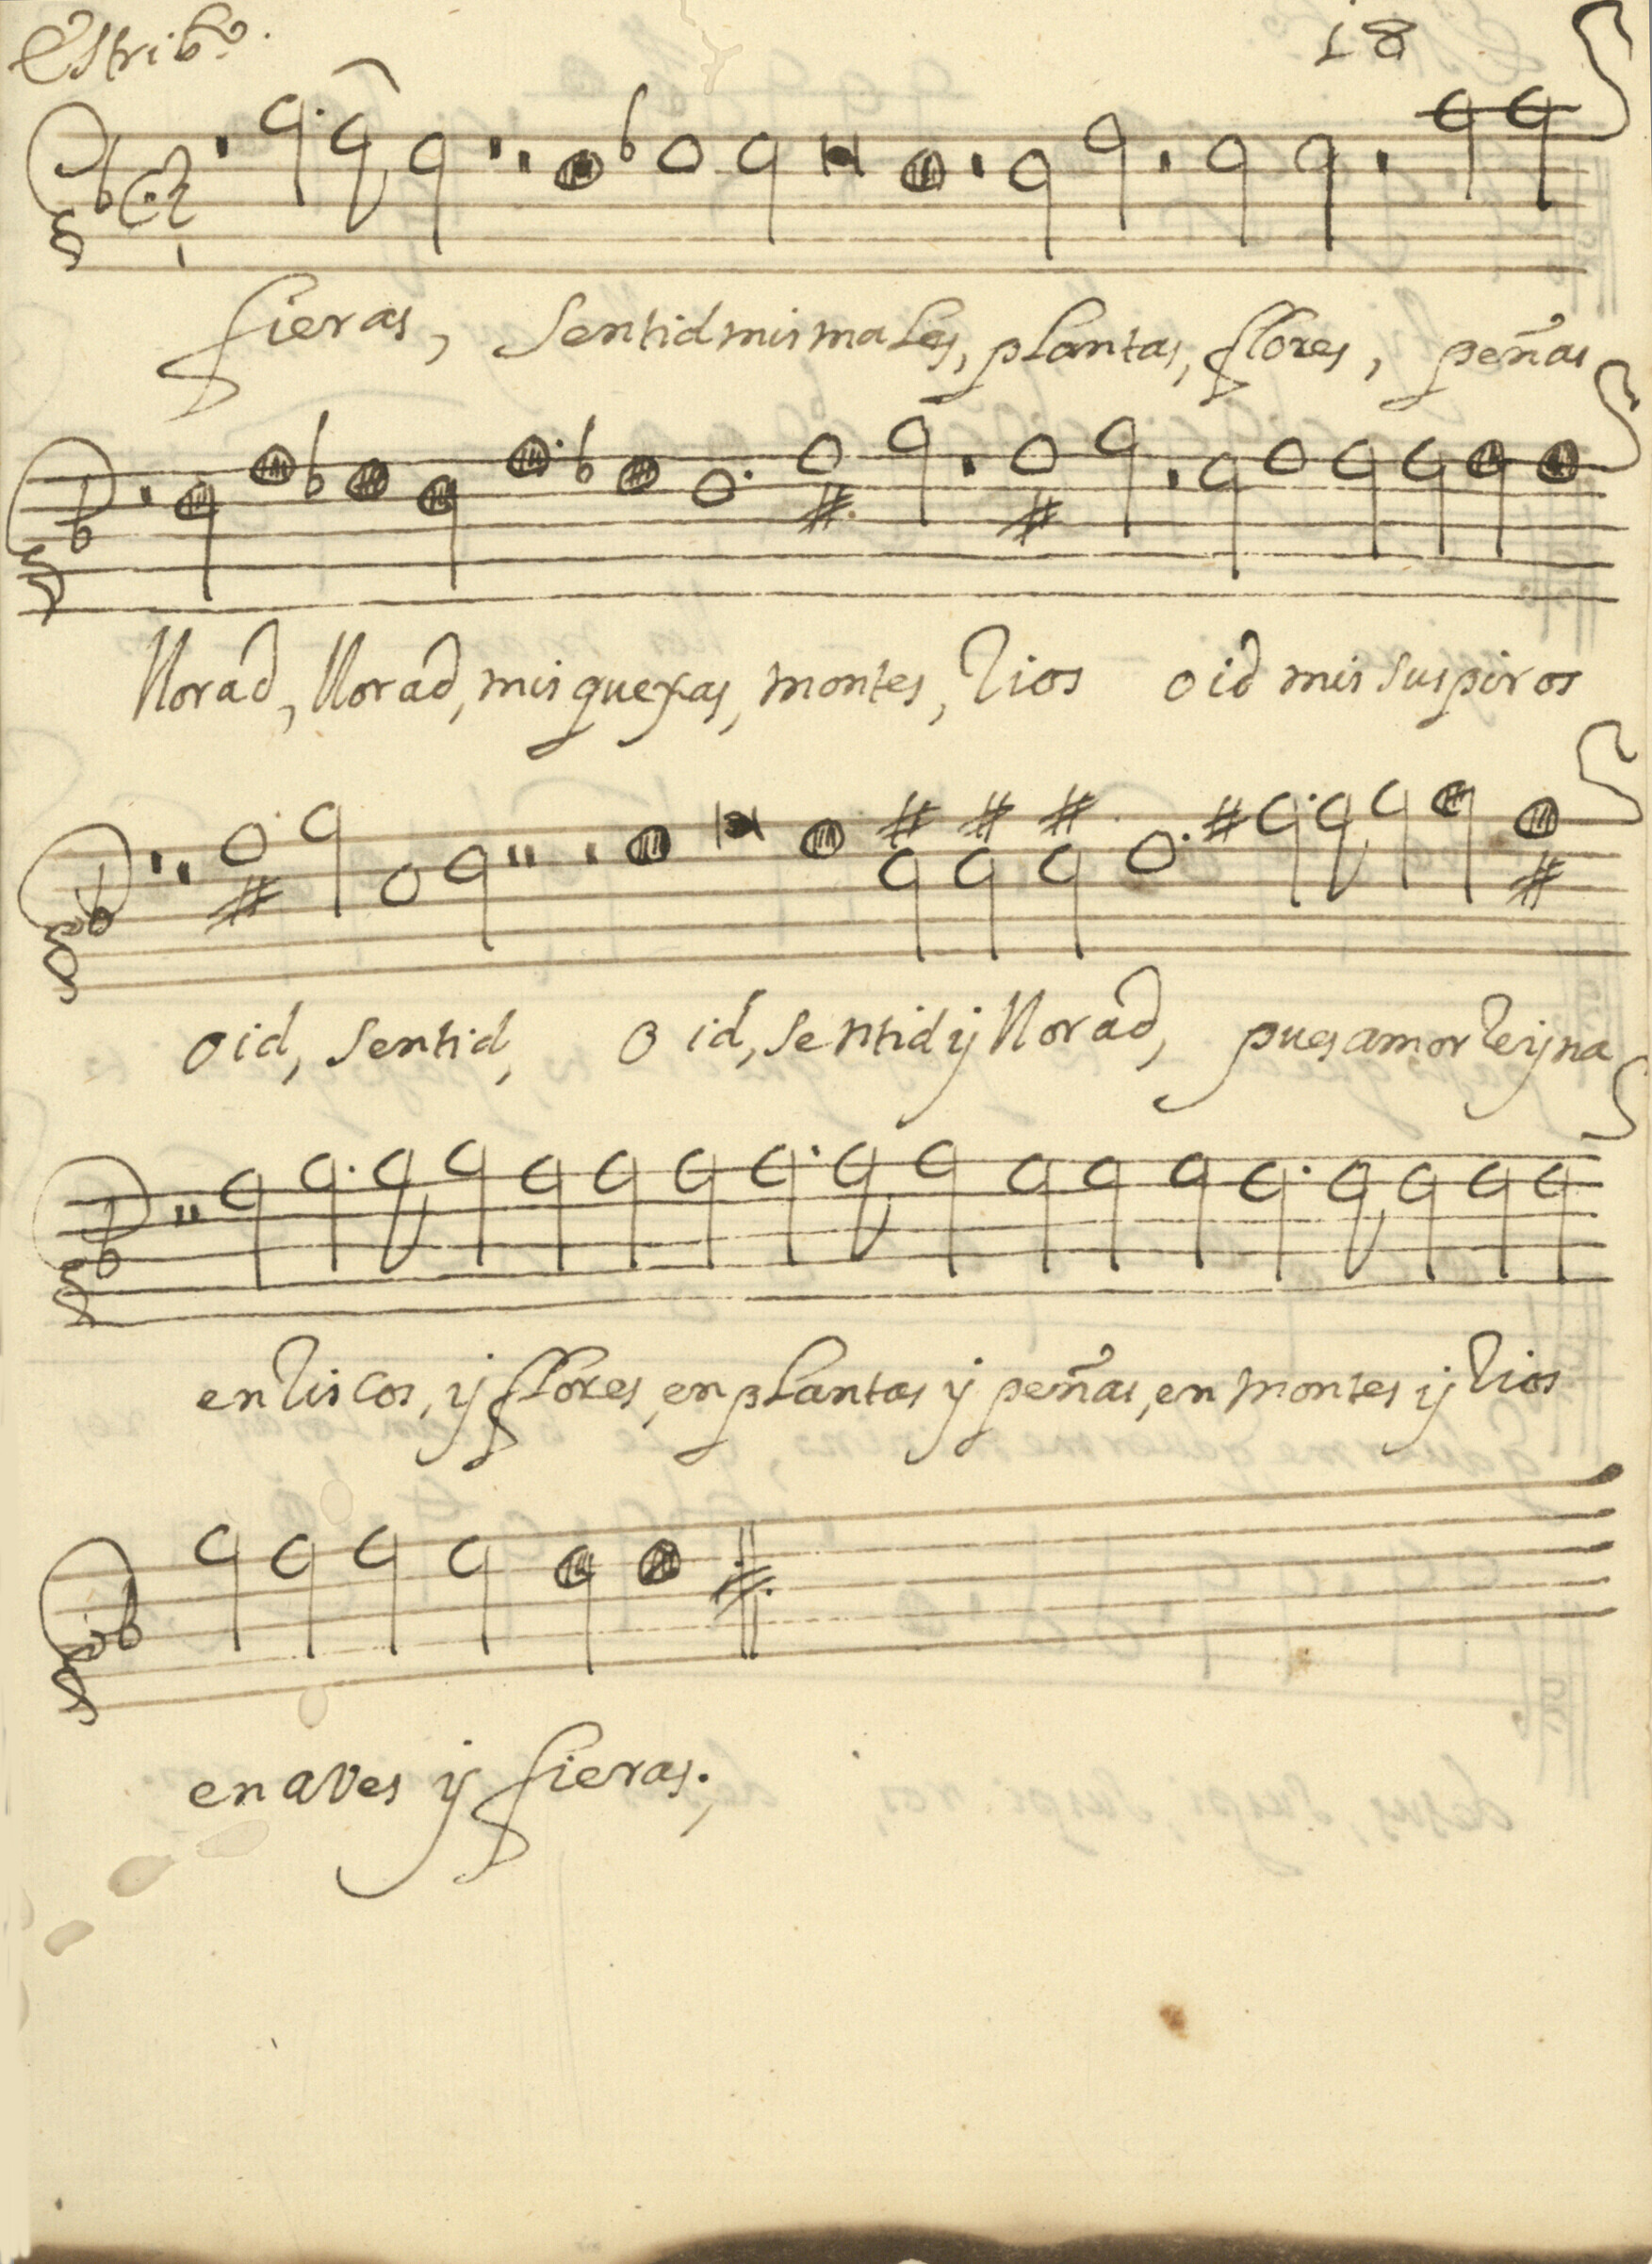 Estribo. 18
fieras, sentid mis males, plantas, flores, peñas
llorad, llorad, mis quexas, montes, Rios oid mis suspiros
oid, sentid, oid, sentid y llorad, pues amor Reyna
en Riscos, y flores, en plantas y peñas, en montes y Rios
en aves y fieras.